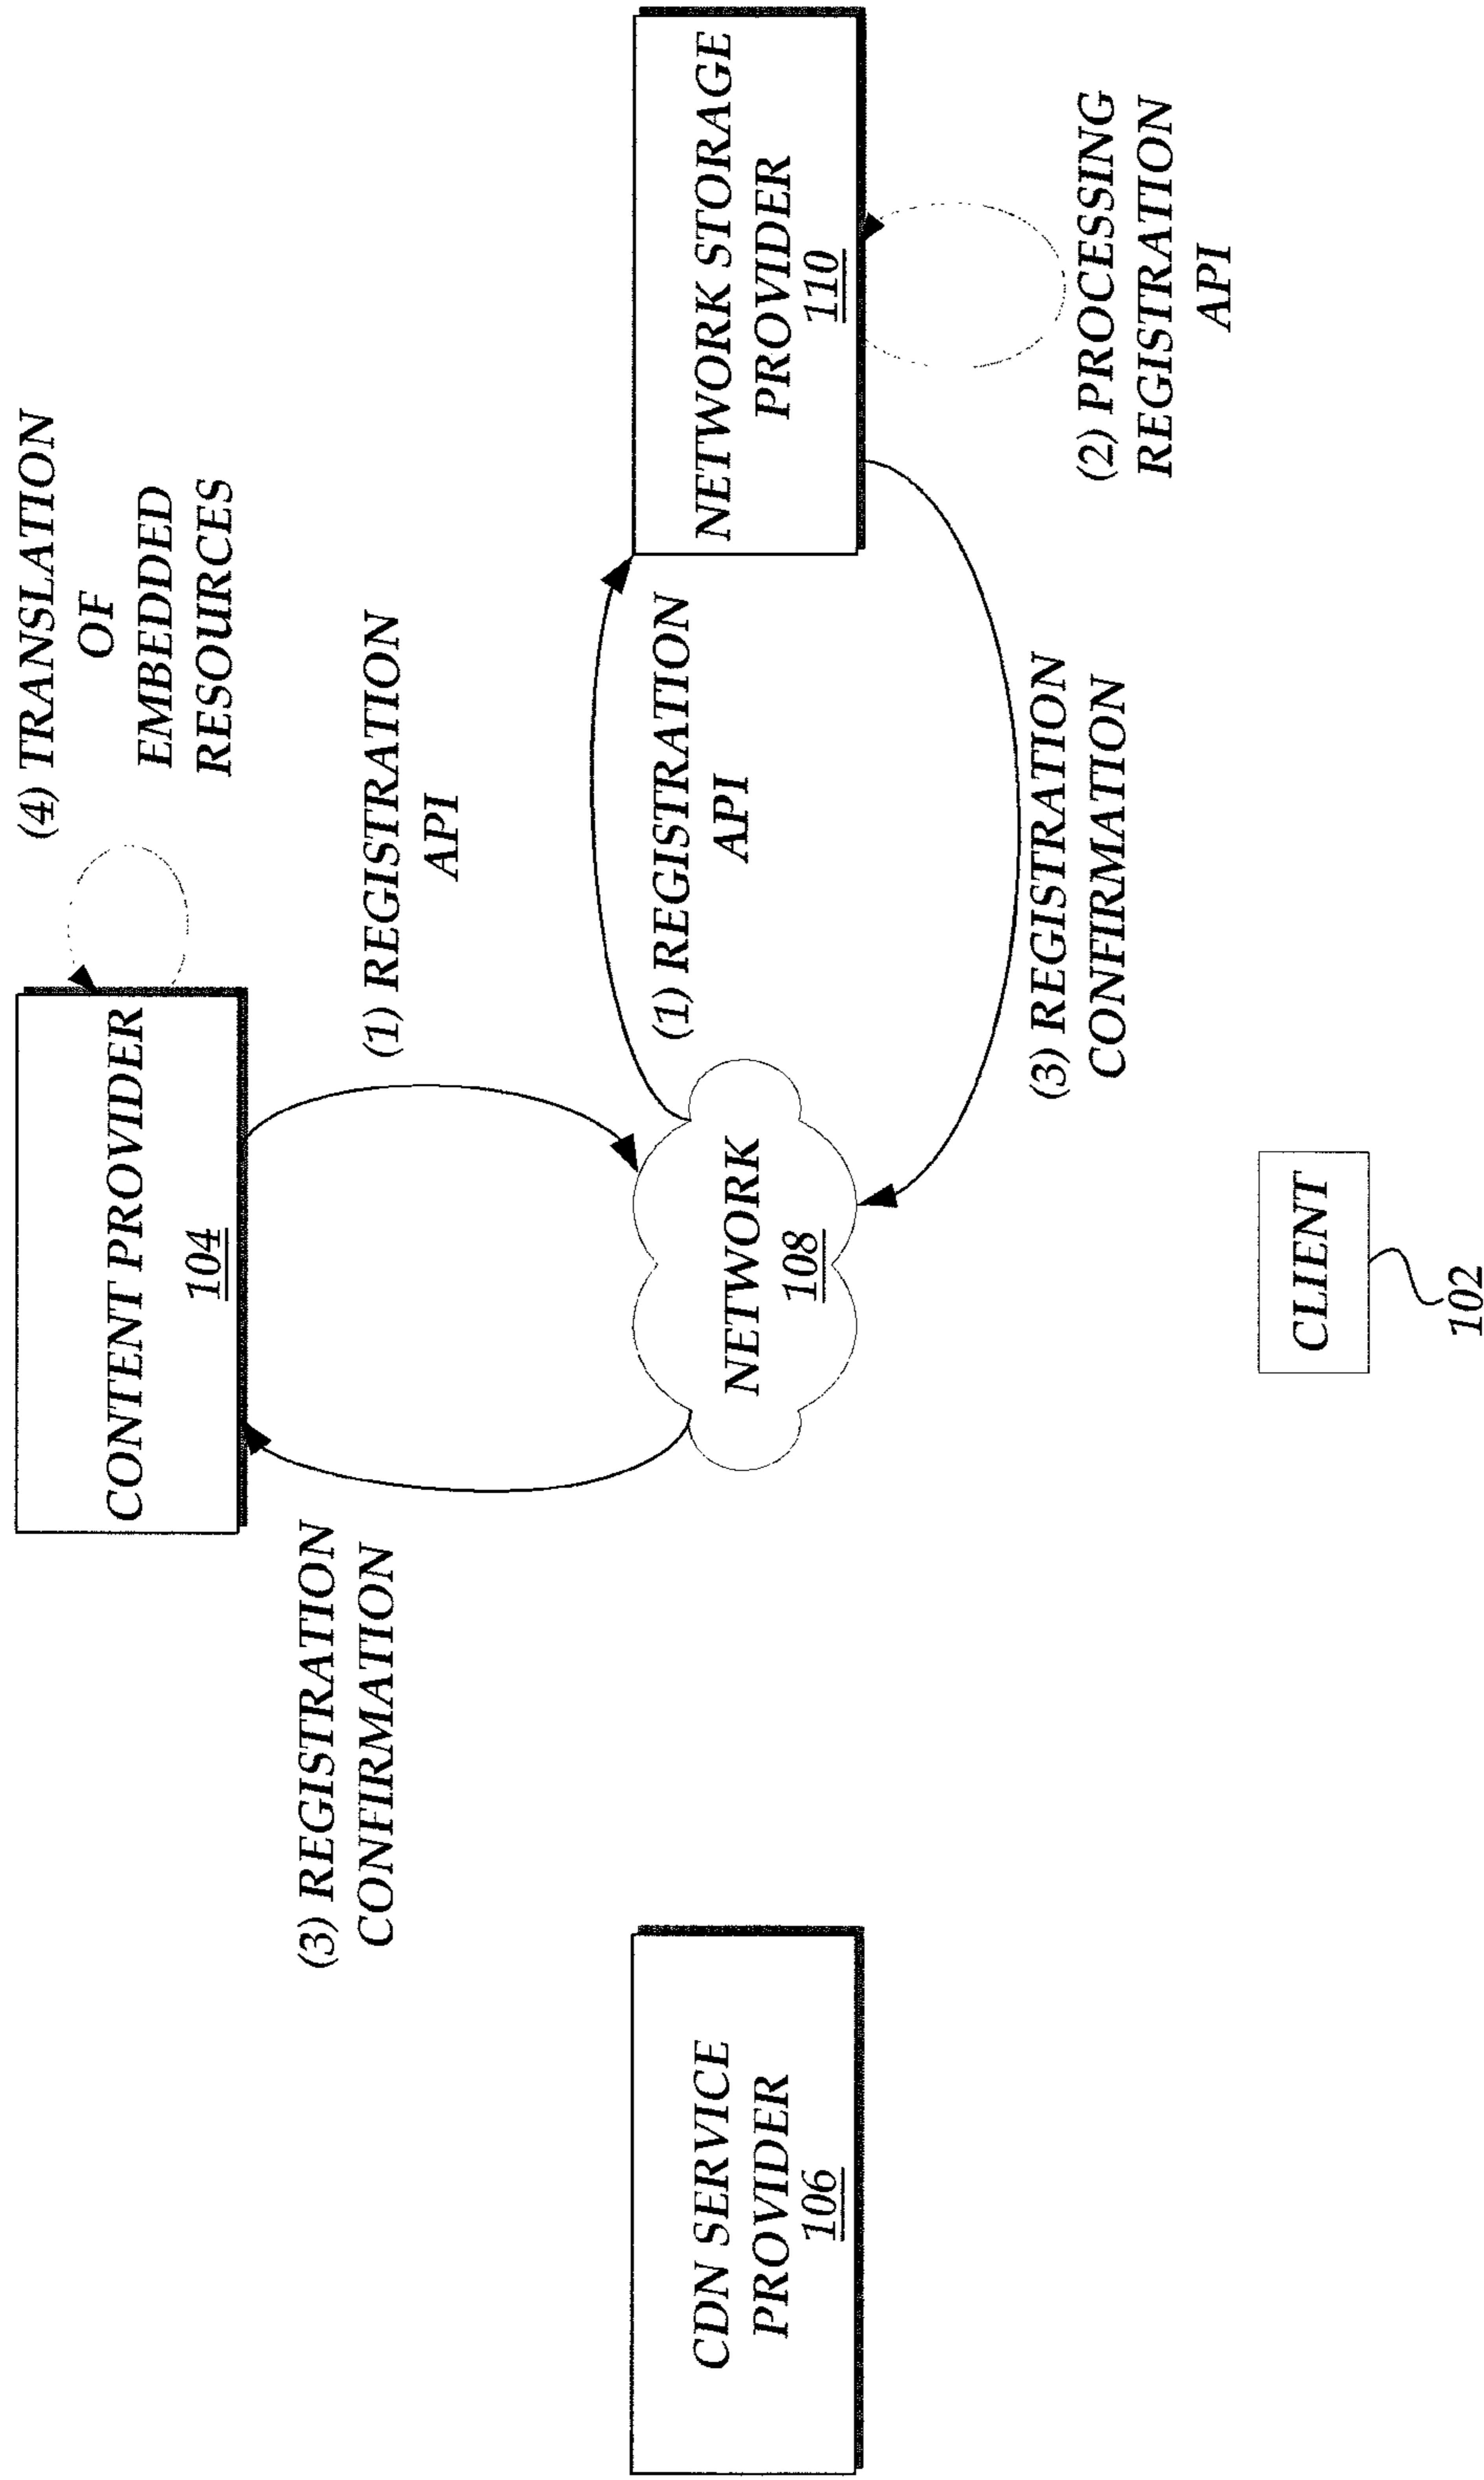 (4) TRANSLATION
OF
EMBEDDED
RESOURCES
CONTENT PROVIDER
104
(1) REGISTRATION
API
(3) REGISTRATION
CONFIRMATION
CDN SERVICE
PROVIDER
106
NETWORK
108
(1) REGISTRATION
API
NETWORK STORAGE
PROVIDER
110
(3) REGISTRATION
CONFIRMATION
(2) PROCESSING
REGISTRATION
API
CLIENT
102